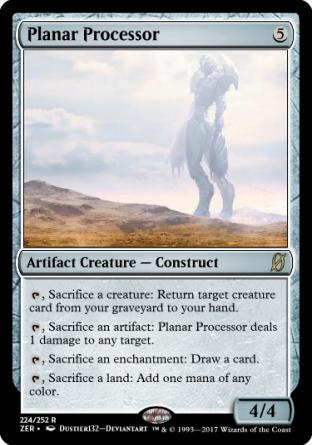 Planar Processor 5
Artifact Creature — Construct
, Sacrifice a creature: Return target creature
card from your graveyard to your hand.
, Sacrifice an artifact: Planar Processor deals
1 damage to any target.
, Sacrifice an enchantment: Draw a card.
, Sacrifice a land: Add one mana of any
color.
4/4
224/252 R
ZER • Dustier132—Deviantart ™ & © 1993—2017 Wizards of the Coast